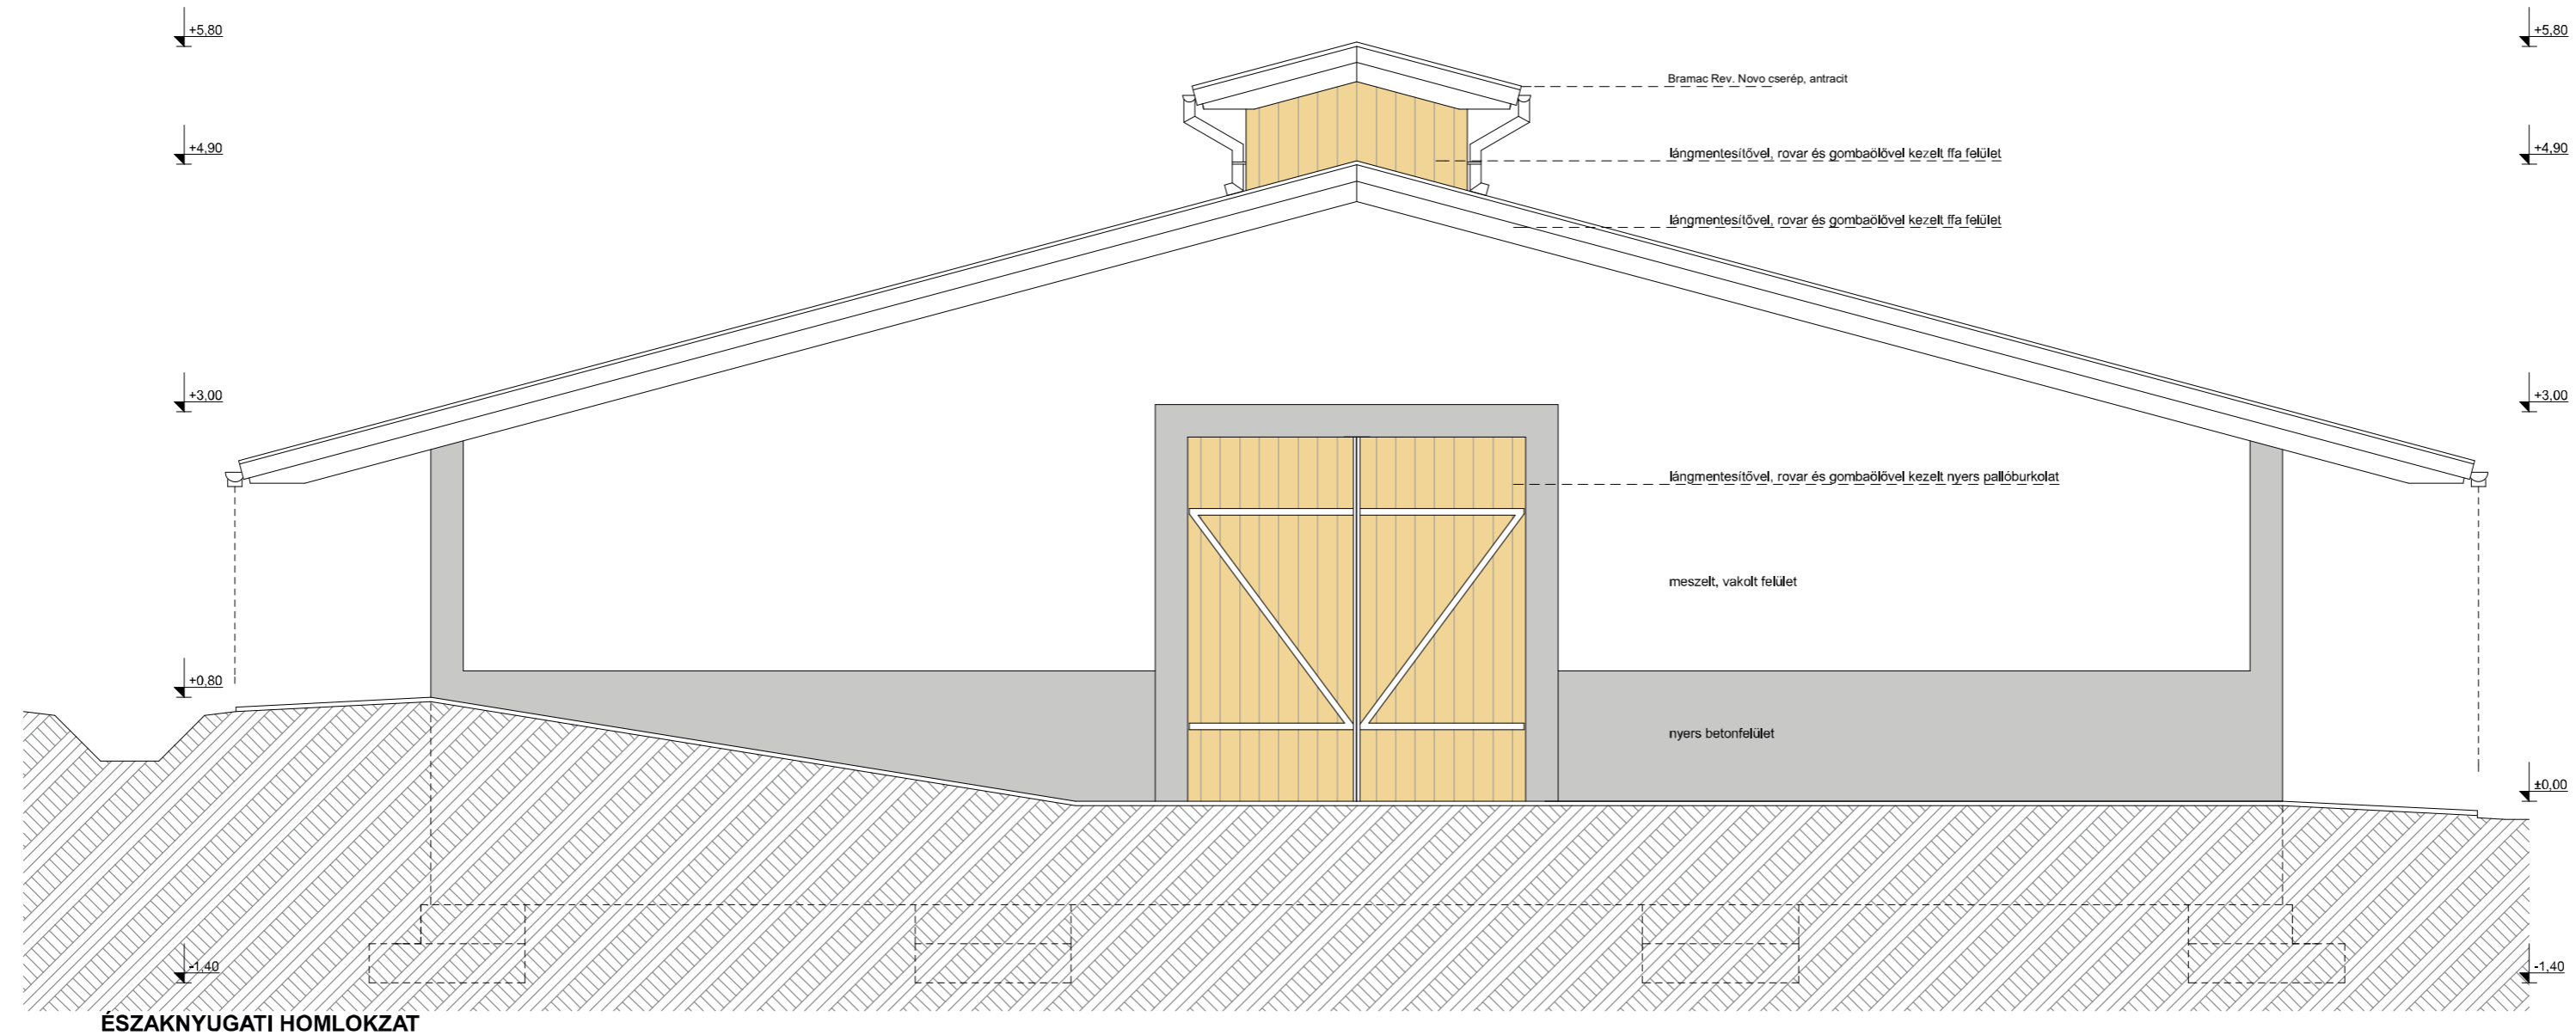 +5,80
+5,80
Bramac Rev. Novo cserép, antracit
+4,90
lángmentesítővel, rovar és gombaölővel kezelt ffa felület
+4,90
lángmentesítővel, rovar és gombaölővel kezelt ffa felület
+3,00
+3,00
lángmentesítővel, rovar és gombaölővel kezelt nyers pallóburkolat
meszelt, vakolt felület
+0,80
nyers betonfelület
±0,00
-1,40
-1,40
ÉSZAKNYUGATI HOMLOKZAT